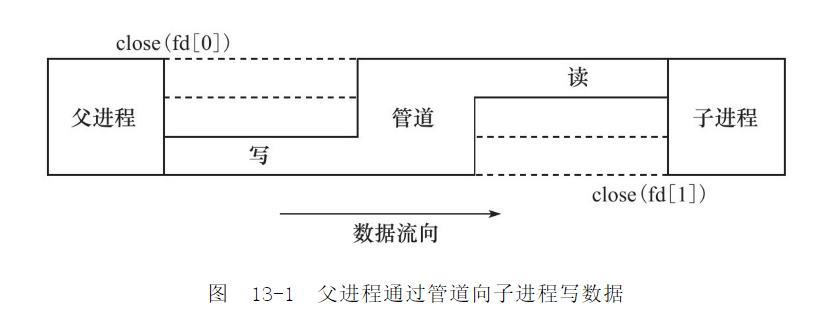 close(fd[0])
读
父进程
管道
子进程
写
close(fd[1])
数据流向
图 13-1 父进程通过管道向子进程写数据